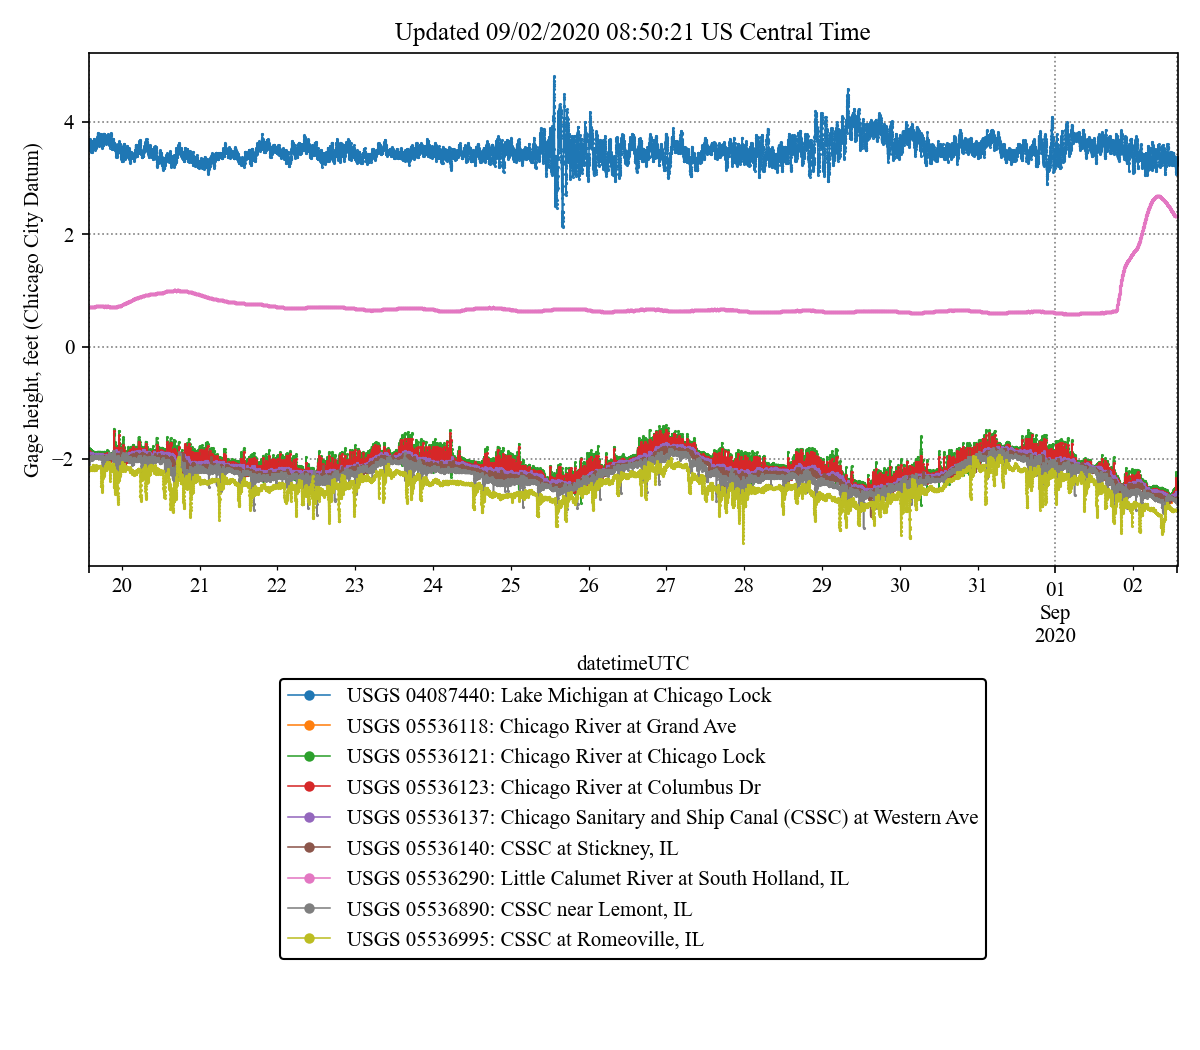 Updated 09/02/2020 08:50:21 US Central Time
Gage height, feet (Chicago City Datum)
4
2
0
−2
20 21 22 23 24 25 26 27 28 29 30 31 01 02
Sep
2020
datetimeUTC
USGS 04087440: Lake Michigan at Chicago Lock
USGS 05536118: Chicago River at Grand Ave
USGS 05536121: Chicago River at Chicago Lock
USGS 05536123: Chicago River at Columbus Dr
USGS 05536137: Chicago Sanitary and Ship Canal (CSSC) at Western Ave
USGS 05536140: CSSC at Stickney, IL
USGS 05536290: Little Calumet River at South Holland, IL
USGS 05536890: CSSC near Lemont, IL
USGS 05536995: CSSC at Romeoville, IL